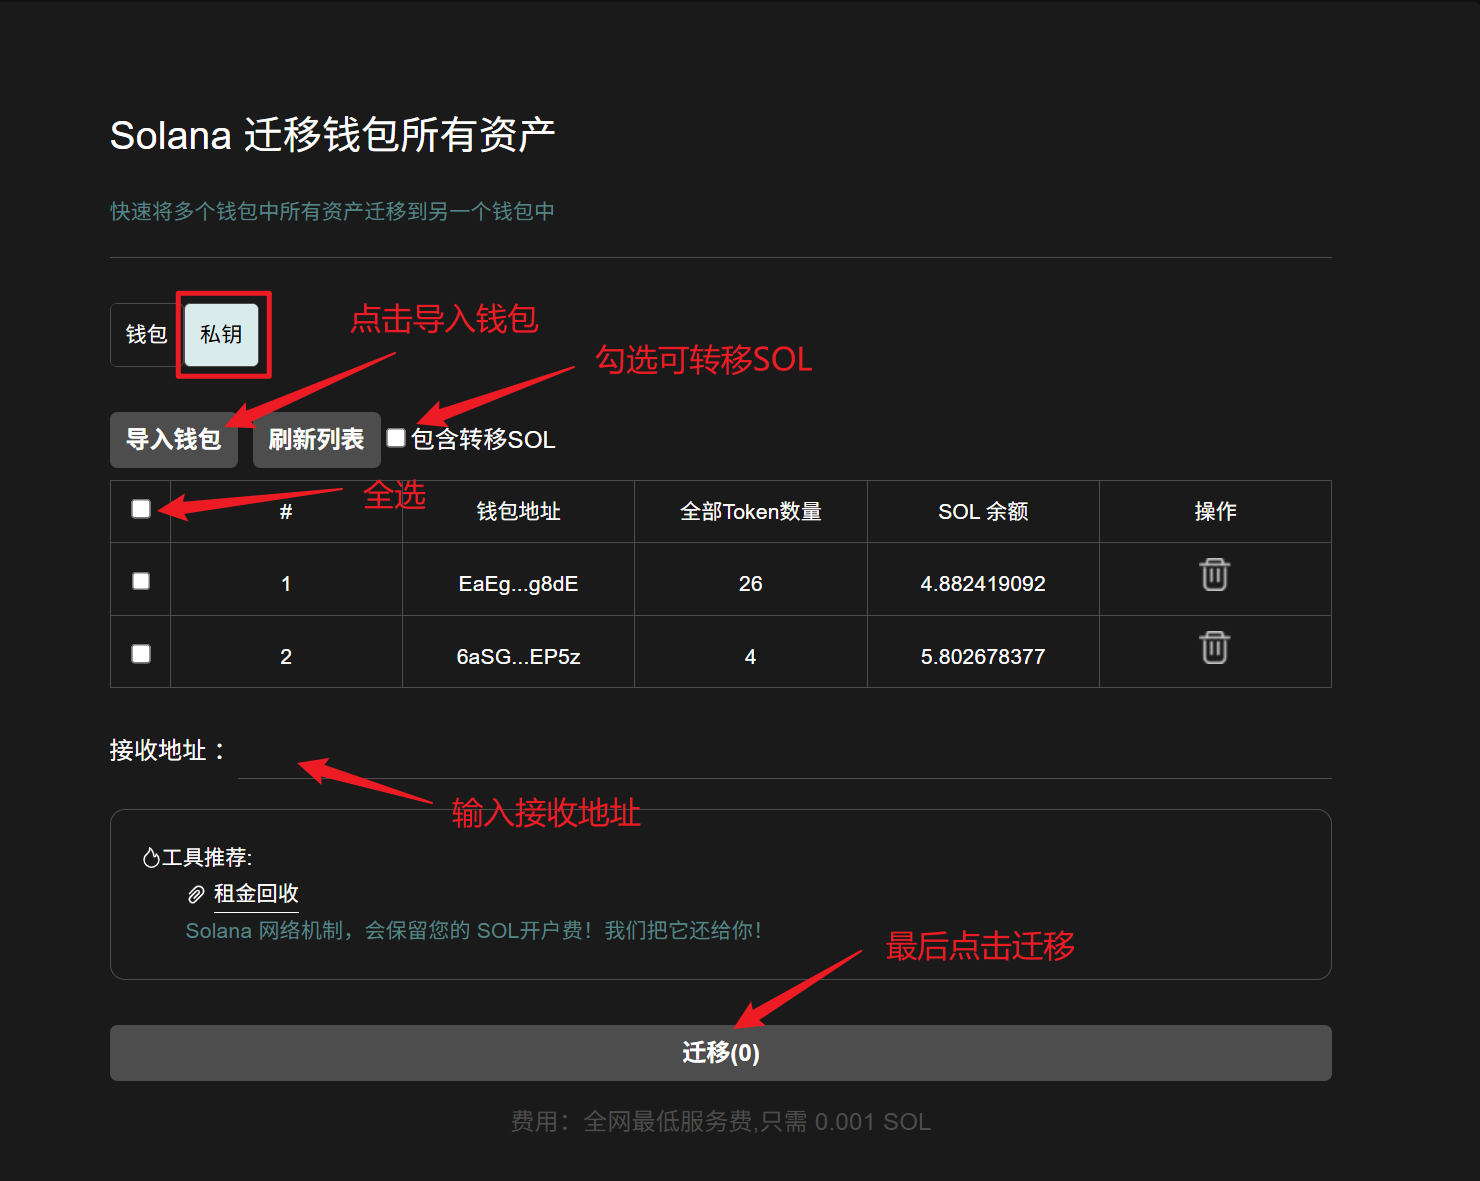 Solana 迁移钱包所有资产
快速将多个钱包中所有资产迁移到另一个钱包中
钱包 私钥
点击导入钱包
勾选可转移SOL
导入钱包 刷新列表 包含转移SOL
全选
# 钱包地址 全部Token数量 SOL 余额 操作
1 EaEg...g8dE 26 4.882419092
2 6aSG...EP5z 4 5.802678377
接收地址：
输入接收地址
工具推荐:
租金回收
Solana 网络机制，会保留您的 SOL开户费！我们把它还给你！
最后点击迁移
迁移(0)
费用：全网最低服务费,只需 0.001 SOL